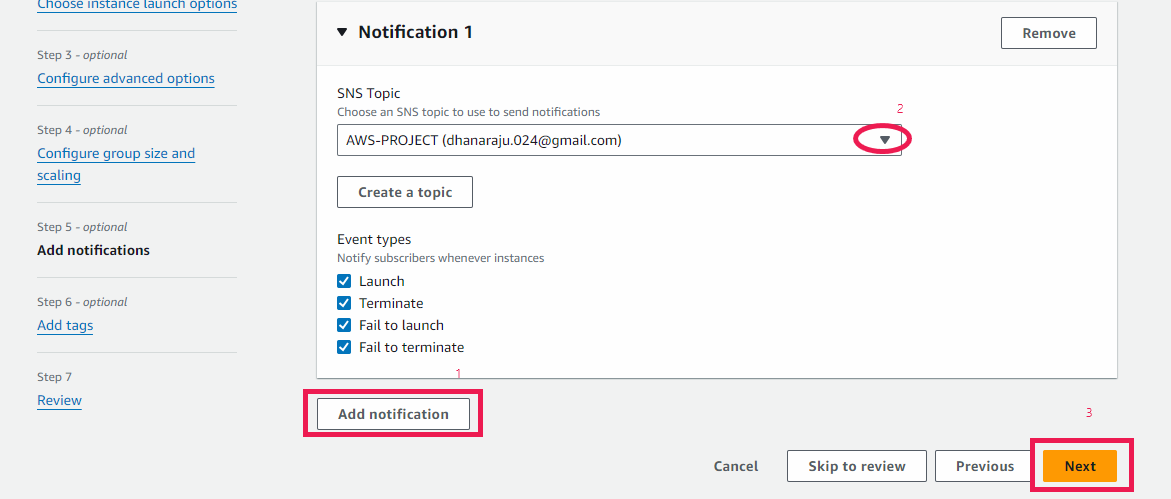 Choose instance launch options
Step 3 - optional
Configure advanced options
Step 4 - optional
Configure group size and
scaling
Step 5 - optional
Add notifications
Step 6 - optional
Add tags
Step 7
Review
Notification 1
Remove
SNS Topic
Choose an SNS topic to use to send notifications
2
AWS-PROJECT (dhanaraju.024@gmail.com)
Create a topic
Event types
Notify subscribers whenever instances
Launch
Terminate
Fail to launch
Fail to terminate
1
Add notification
3
Cancel
Skip to review
Previous
Next